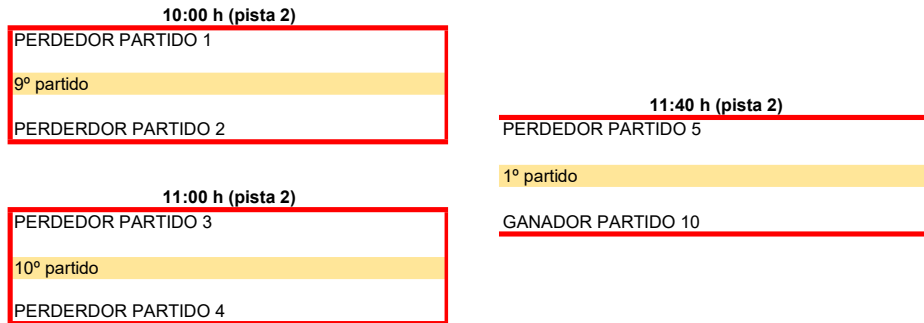 10:00 h (pista 2)
PERDEDOR PARTIDO 1
9º partido
PERDERDOR PARTIDO 2
11:00 h (pista 2)
PERDEDOR PARTIDO 3
10º partido
PERDERDOR PARTIDO 4
11:40 h (pista 2)
PERDEDOR PARTIDO 5
1º partido
GANADOR PARTIDO 10